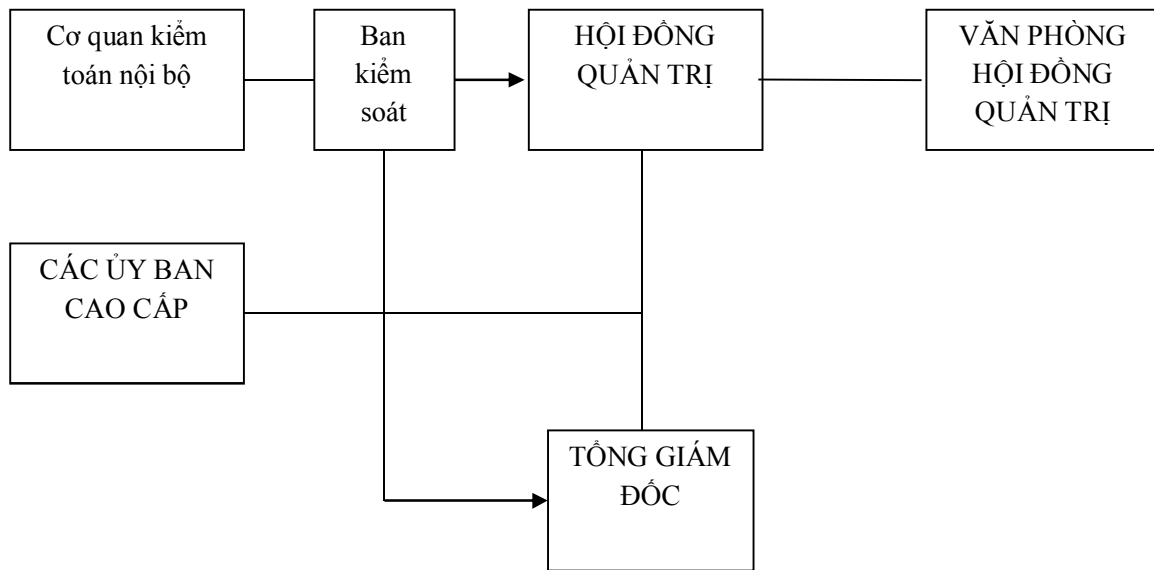 Cơ quan kiểm
toán nội bộ
Ban
kiểm
soát
HỘI ĐỒNG
QUẢN TRỊ
VĂN PHÒNG
HỘI ĐỒNG
QUẢN TRỊ
CÁC ỦY BAN
CAO CẤP
TỔNG GIÁM
ĐỐC